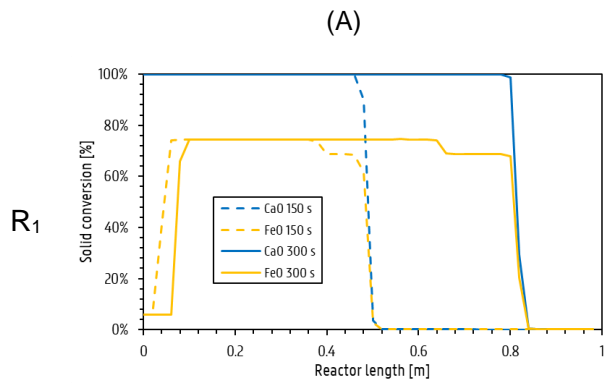 (A)
R₁
Solid conversion [%]
100%
80%
60%
40%
20%
0%
CaO 150 s
FeO 150 s
CaO 300 s
FeO 300 s
0 0.2 0.4 0.6 0.8 1
Reactor length [m]